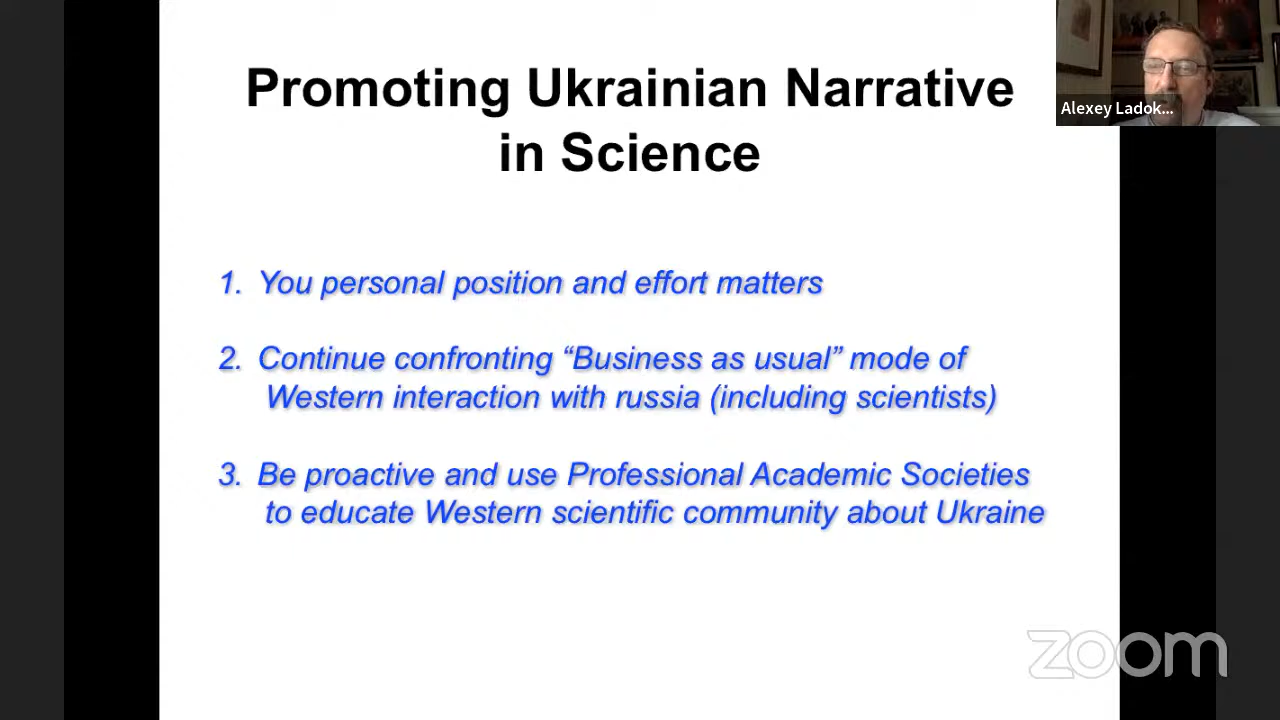 Promoting Ukrainian Narrative
in Science
Alexey Ladok...
1. You personal position and effort matters
2. Continue confronting “Business as usual” mode of
Western interaction with russia (including scientists)
3. Be proactive and use Professional Academic Societies
to educate Western scientific community about Ukraine
zoom